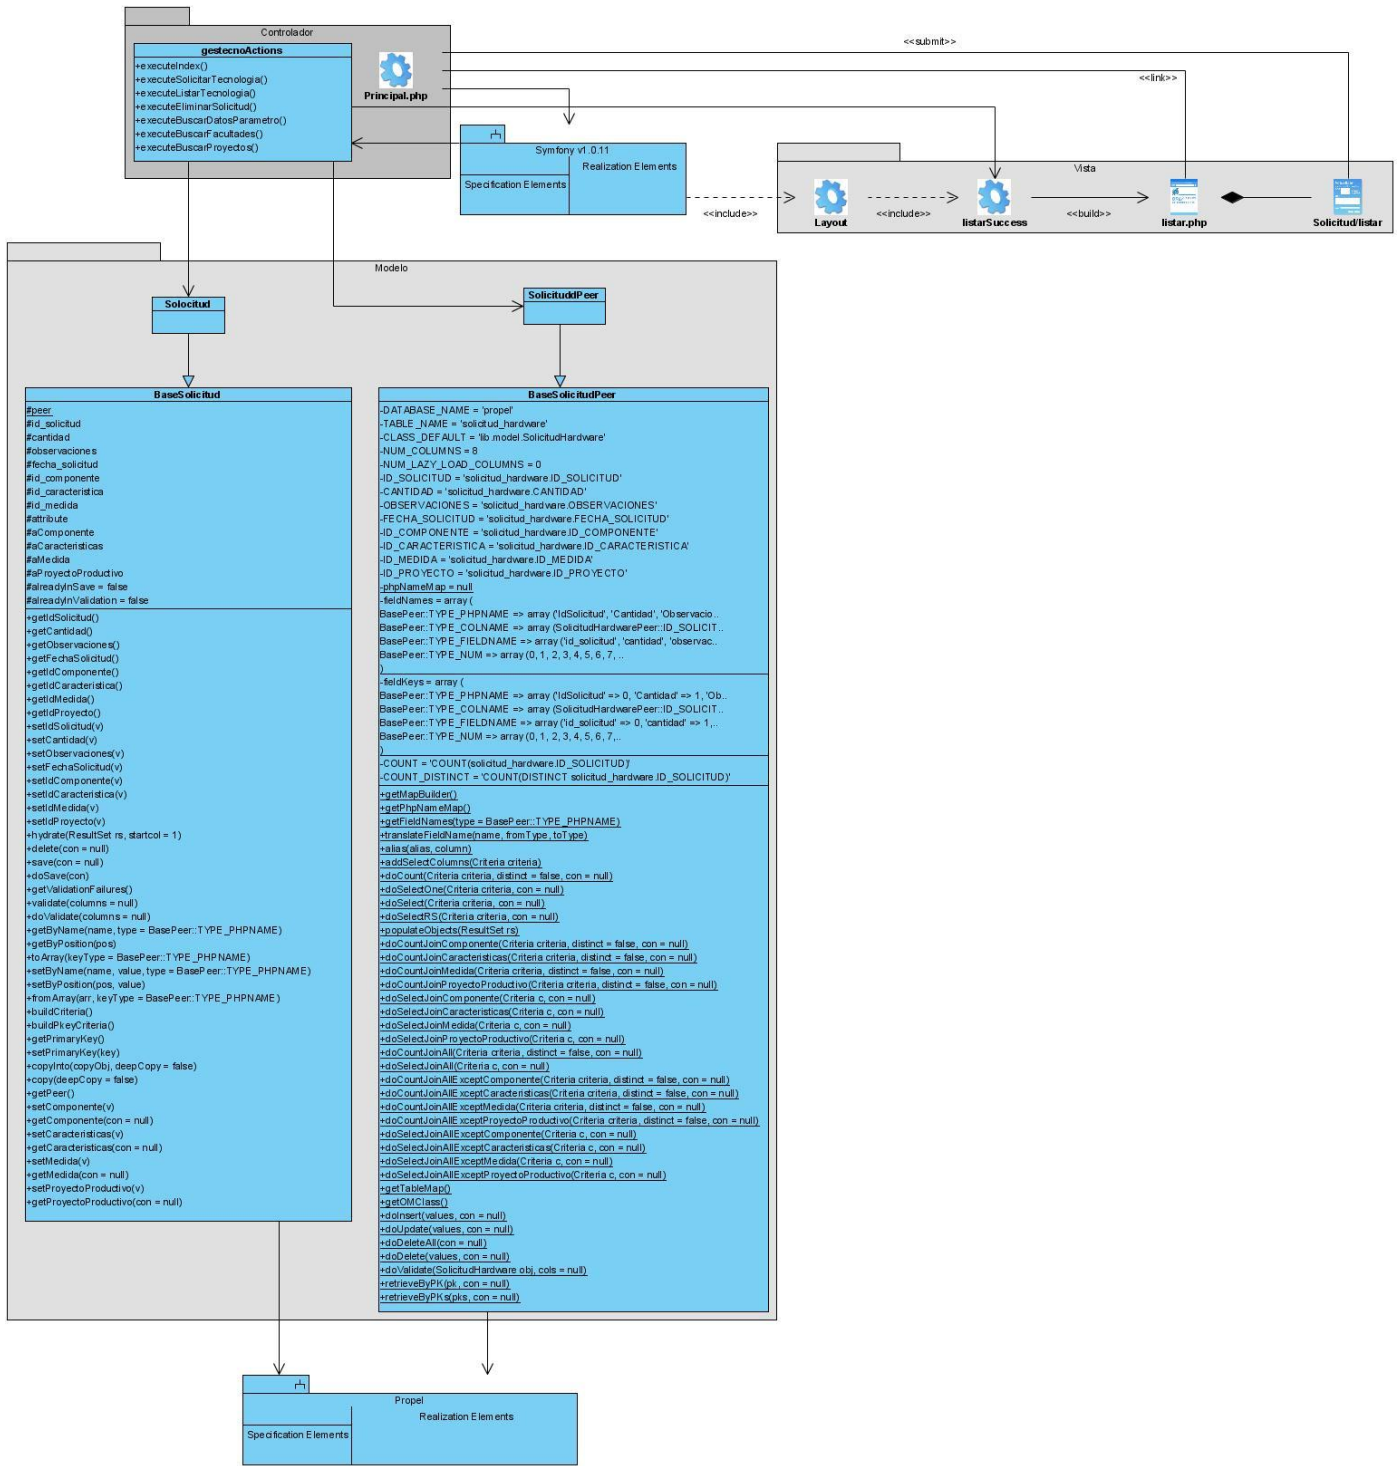 Controlador
gestecnoActions
+executeIndex()
+executeSolicitarTecnologia()
+executeListarTecnologia()
+executeEliminarSolicitud()
+executeBuscarDatosParametro()
+executeBuscarFacultades()
+executeBuscarProyectos()
Principal.php
<<submit>>
<<link>>
Symfony v1.0.11
Realization Elements
Specification Elements
<<include>>
Vista
Layout
<<include>>
listarSuccess
<<build>>
listar.php
Solicitud/listar
Modelo
Solocitud
SolicituddPeer
BaseSolicitud
#peer
#id_solicitud
#cantidad
#observaciones
#fecha_solicitud
#id_componente
#id_caracteristica
#id_medida
#attribute
#aComponente
#aCaracteristicas
#aMedida
#aProyectoProductivo
#alreadyInSave = false
#alreadyInValidation = false
+getIdSolicitud()
+getCantidad()
+getObservaciones()
+getFechaSolicitud()
+getIdComponente()
+getIdCaracteristica()
+getIdMedida()
+getIdProyecto()
+setIdSolicitud(v)
+setCantidad(v)
+setObservaciones(v)
+setFechaSolicitud(v)
+setIdComponente(v)
+setIdCaracteristica(v)
+setIdMedida(v)
+setIdProyecto(v)
+hydrate(ResultSet rs, startcol = 1)
+delete(con = null)
+save(con = null)
+doSave(con)
+getValidationFailures()
+validate(columns = null)
+doValidate(columns = null)
+getByName(name, type = BasePeer::TYPE_PHPNAME)
+getByPosition(pos)
+toArray(keyType = BasePeer::TYPE_PHPNAME)
+setByName(name, value, type = BasePeer::TYPE_PHPNAME)
+setByPosition(pos, value)
+fromArray(arr, keyType = BasePeer::TYPE_PHPNAME)
+buildCriteria()
+buildPkeyCriteria()
+getPrimaryKey()
+setPrimaryKey(key)
+copyInto(copyObj, deepCopy = false)
+copy(deepCopy = false)
+getPeer()
+setComponente(v)
+getComponente(con = null)
+setCaracteristicas(v)
+getCaracteristicas(con = null)
+setMedida(v)
+getMedida(con = null)
+setProyectoProductivo(v)
+getProyectoProductivo(con = null)
BaseSolicitudPeer
-DATABASE_NAME = 'propel'
-TABLE_NAME = 'solicitud_hardware'
-CLASS_DEFAULT = 'lib.model.SolicitudHardware'
-NUM_COLUMNS = 8
-NUM_LAZY_LOAD_COLUMNS = 0
-ID_SOLICITUD = 'solicitud_hardware.ID_SOLICITUD'
-CANTIDAD = 'solicitud_hardware.CANTIDAD'
-OBSERVACIONES = 'solicitud_hardware.OBSERVACIONES'
-FECHA_SOLICITUD = 'solicitud_hardware.FECHA_SOLICITUD'
-ID_COMPONENTE = 'solicitud_hardware.ID_COMPONENTE'
-ID_CARACTERISTICA = 'solicitud_hardware.ID_CARACTERISTICA'
-ID_MEDIDA = 'solicitud_hardware.ID_MEDIDA'
-ID_PROYECTO = 'solicitud_hardware.ID_PROYECTO'
-phpNameMap = null
-fieldNames = array (
BasePeer::TYPE_PHPNAME => array ('IdSolicitud', 'Cantidad', 'Observacio..
BasePeer::TYPE_COLNAME => array (SolicitudHardwarePeer::ID_SOLICIT..
BasePeer::TYPE_FIELDNAME => array ('id_solicitud', 'cantidad', 'observac..
BasePeer::TYPE_NUM => array (0, 1, 2, 3, 4, 5, 6, 7, ..
)
-fieldKeys = array (
BasePeer::TYPE_PHPNAME => array ('IdSolicitud' => 0, 'Cantidad' => 1, 'Ob..
BasePeer::TYPE_COLNAME => array (SolicitudHardwarePeer::ID_SOLICIT..
BasePeer::TYPE_FIELDNAME => array ('id_solicitud' => 0, 'cantidad' => 1,..
BasePeer::TYPE_NUM => array (0, 1, 2, 3, 4, 5, 6, 7,..
)
-COUNT = 'COUNT(solicitud_hardware.ID_SOLICITUD)'
-COUNT_DISTINCT = 'COUNT(DISTINCT solicitud_hardware.ID_SOLICITUD)'
+getMapBuilder()
+getPhpNameMap()
+getFieldNames(type = BasePeer::TYPE_PHPNAME)
+translateFieldName(name, fromType, toType)
+alias(alias, column)
+addSelectColumns(Criteria criteria)
+doCount(Criteria criteria, distinct = false, con = null)
+doSelectOne(Criteria criteria, con = null)
+doSelect(Criteria criteria, con = null)
+doSelectRS(Criteria criteria, con = null)
+populateObjects(ResultSet rs)
+doCountJoinComponente(Criteria criteria, distinct = false, con = null)
+doCountJoinCaracteristicas(Criteria criteria, distinct = false, con = null)
+doCountJoinMedida(Criteria criteria, distinct = false, con = null)
+doCountJoinProyectoProductivo(Criteria criteria, distinct = false, con = null)
+doSelectJoinComponente(Criteria c, con = null)
+doSelectJoinCaracteristicas(Criteria c, con = null)
+doSelectJoinMedida(Criteria c, con = null)
+doSelectJoinProyectoProductivo(Criteria c, con = null)
+doCountJoinAll(Criteria criteria, distinct = false, con = null)
+doSelectJoinAll(Criteria c, con = null)
+doCountJoinAllExceptComponente(Criteria criteria, distinct = false, con = null)
+doCountJoinAllExceptCaracteristicas(Criteria criteria, distinct = false, con = null)
+doCountJoinAllExceptMedida(Criteria criteria, distinct = false, con = null)
+doCountJoinAllExceptProyectoProductivo(Criteria criteria, distinct = false, con = null)
+doSelectJoinAllExceptComponente(Criteria c, con = null)
+doSelectJoinAllExceptCaracteristicas(Criteria c, con = null)
+doSelectJoinAllExceptMedida(Criteria c, con = null)
+doSelectJoinAllExceptProyectoProductivo(Criteria c, con = null)
+getTableMap()
+getOMClass()
+doInsert(values, con = null)
+doUpdate(values, con = null)
+doDeleteAll(con = null)
+doDelete(values, con = null)
+doValidate(SolicitudHardware obj, cols = null)
+retrieveByPK(pk, con = null)
+retrieveByPKs(pks, con = null)
Propel
Realization Elements
Specification Elements